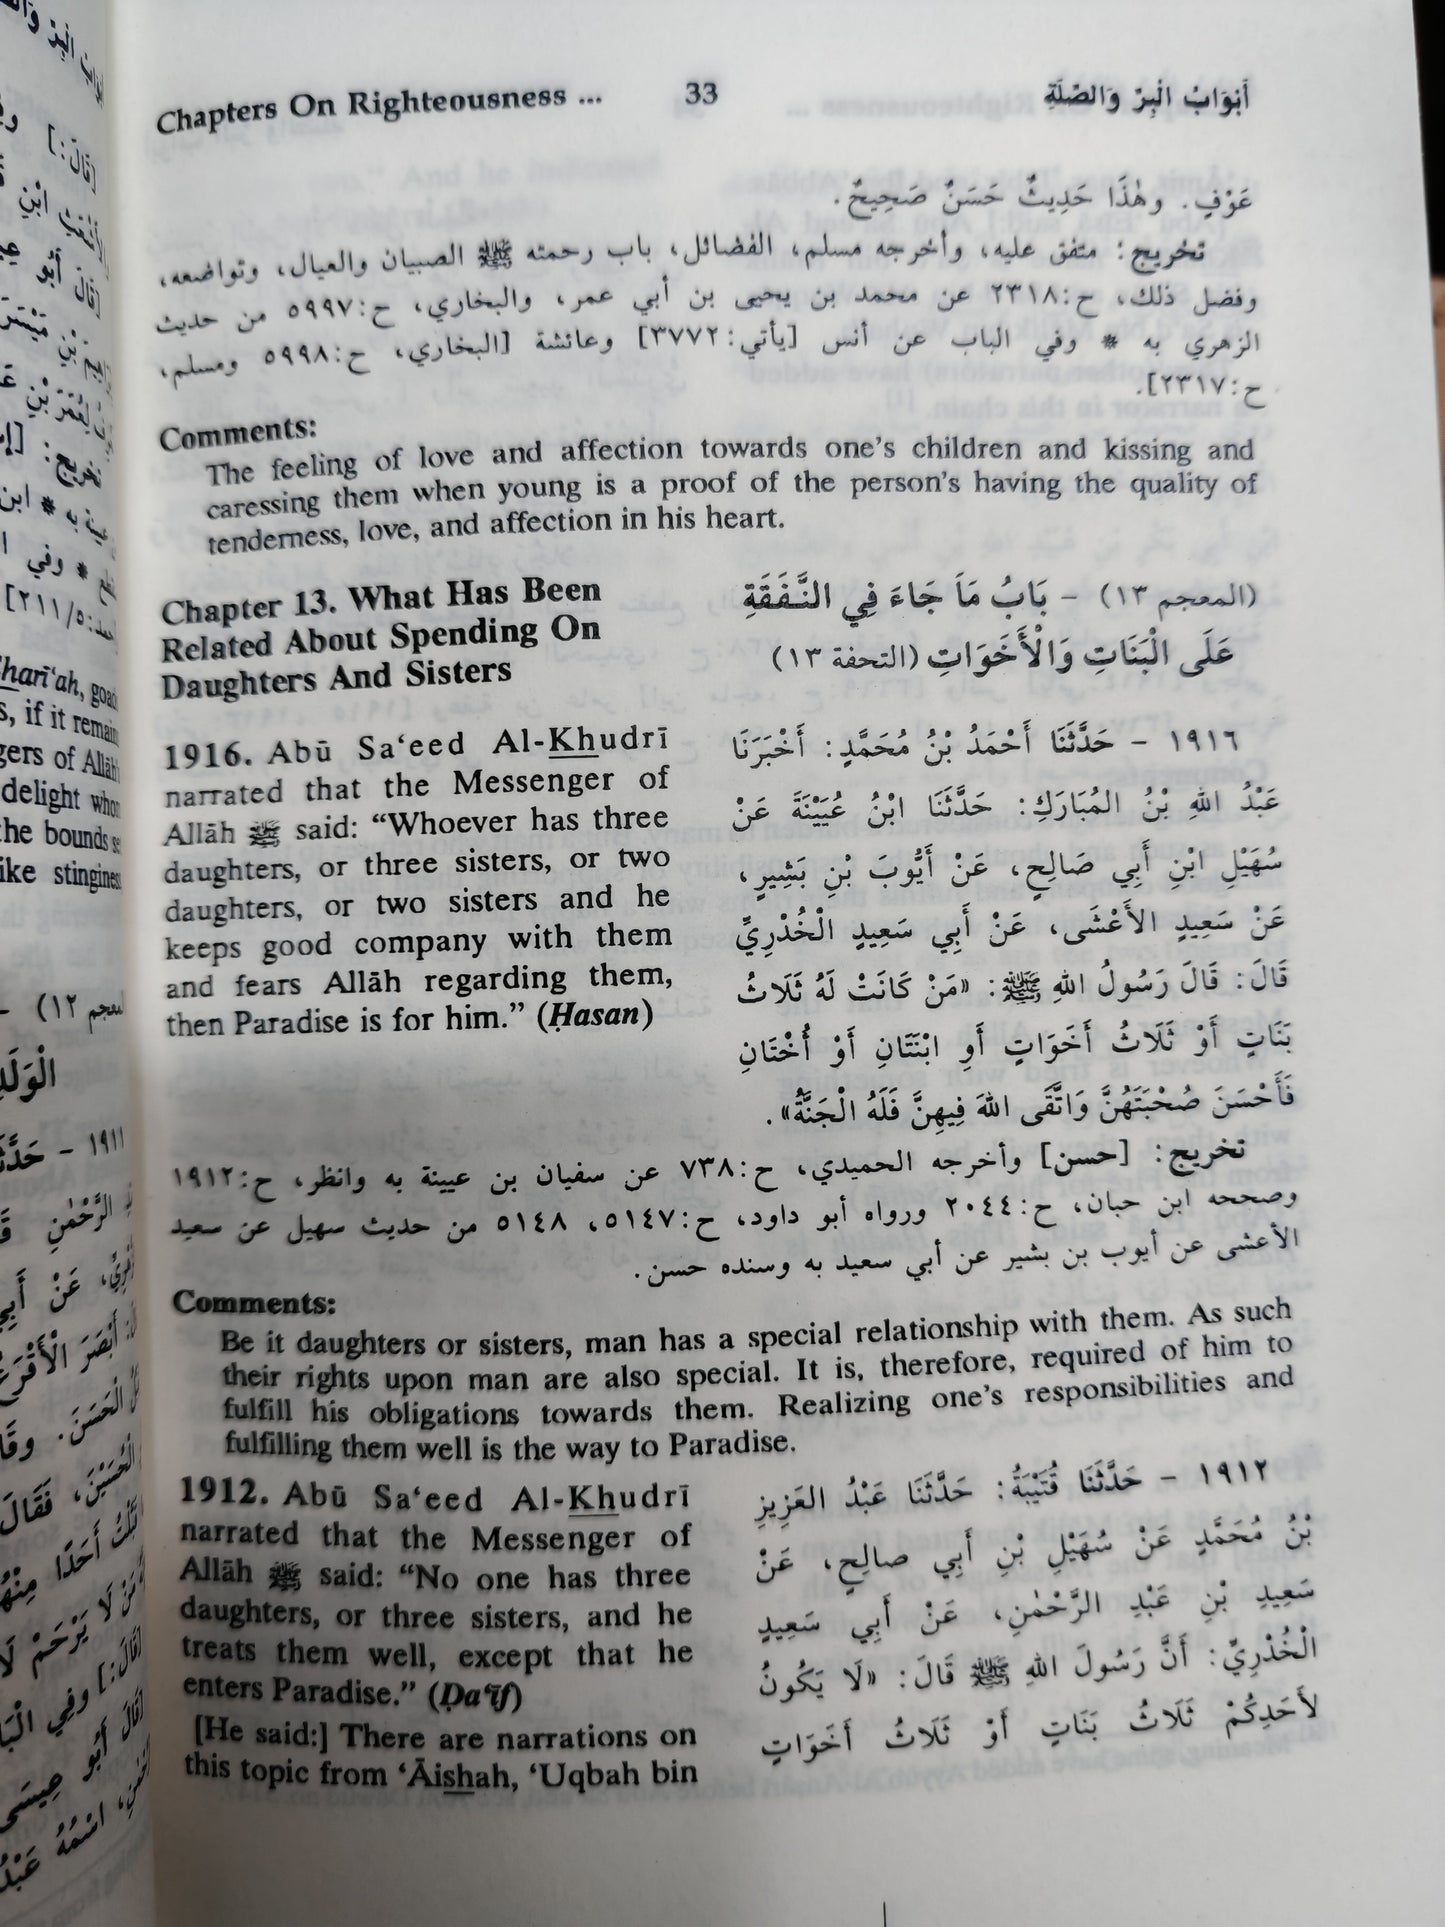 Chapters On Righteousness ... 33 أَبْوَابُ الْبِرِّ وَالصِّلَةِ
عَوْفٍ. وهٰذَا حَدِيثٌ حَسَنٌ صَحِيحٌ.
تخريج: متفق عليه، وأخرجه مسلم، الفضائل، باب رحمته ﷺ الصبيان والعيال، وتواضعه،
وفضل ذلك، ح:٢٣١٨ عن محمد بن يحيى بن أبي عمر، والبخاري، ح:٥٩٩٧ من حديث
الزهري به * وفي الباب عن أنس [يأتي:٣٧٧٢] وعائشة [البخاري، ح:٥٩٩٨ ومسلم،
ح:٢٣١٧].
Comments:
The feeling of love and affection towards one's children and kissing and
caressing them when young is a proof of the person's having the quality of
tenderness, love, and affection in his heart.
Chapter 13. What Has Been
Related About Spending On
Daughters And Sisters
(المعجم ١٣) - بَابُ مَاَ جَاءَ فِي النَّفَقَةِ
عَلَى الْبَنَاتِ وَالْأَخَوَاتِ (التحفة ١٣)
1916. Abū Sa‘eed Al-Khudrī
narrated that the Messenger of
Allāh ﷺ said: “Whoever has three
daughters, or three sisters, or two
daughters, or two sisters and he
keeps good company with them
and fears Allāh regarding them,
then Paradise is for him.” (Ḥasan)
١٩١٦ - حَدَّثَنَا أَحْمَدُ بْنُ مُحَمَّدٍ: أَخْبَرَنَا
عَبْدُ اللهِ بْنُ المُبَارَكِ: حَدَّثَنَا ابْنُ عُيَيْنَةَ عَنْ
سُهَيْلِ ابْنِ أَبِي صَالِحٍ، عَنْ أَيُّوبَ بْنِ بَشِيرٍ،
عَنْ سَعِيدٍ الأَعْشَى، عَنْ أَبِي سَعِيدٍ الْخُدْرِيِّ
قَالَ: قَالَ رَسُولُ اللهِ ﷺ: «مَنْ كَانَتْ لَهُ ثَلَاثُ
بَنَاتٍ أَوْ ثَلَاثُ أَخَوَاتٍ أَوِ ابْنَتَانِ أَوْ أُخْتَانِ
فَأَحْسَنَ صُحْبَتَهُنَّ وَاتَّقَى اللهَ فِيهِنَّ فَلَهُ الْجَنَّةُ».
تخريج: [حسن] وأخرجه الحميدي، ح:٧٣٨ عن سفيان بن عيينة به وانظر، ح:١٩١٢
وصححه ابن حبان، ح:٢٠٤٤ ورواه أبو داود، ح:٥١٤٧، ٥١٤٨ من حديث سهيل عن سعيد
الأعشى عن أيوب بن بشير عن أبي سعيد به وسنده حسن.
Comments:
Be it daughters or sisters, man has a special relationship with them. As such
their rights upon man are also special. It is, therefore, required of him to
fulfill his obligations towards them. Realizing one's responsibilities and
fulfilling them well is the way to Paradise.
1912. Abū Sa‘eed Al-Khudrī
narrated that the Messenger of
Allāh ﷺ said: “No one has three
daughters, or three sisters, and he
treats them well, except that he
enters Paradise.” (Ḍa‘īf)
[He said:] There are narrations on
this topic from ‘Āishah, ‘Uqbah bin
١٩١٢ - حَدَّثَنَا قُتَيْبَةُ: حَدَّثَنَا عَبْدُ العَزِيزِ
بْنُ مُحَمَّدٍ عَنْ سُهَيْلِ بْنِ أَبِي صالِحٍ، عَنْ
سَعِيدِ بْنِ عَبْدِ الرَّحْمٰنِ، عَنْ أَبِي سَعِيدٍ
الْخُدْرِيِّ: أَنَّ رَسُولَ اللهِ ﷺ قَالَ: «لَا يَكُونُ
لأَحَدِكُمْ ثَلَاثُ بَنَاتٍ أَوْ ثَلَاثُ أَخَوَاتٍ